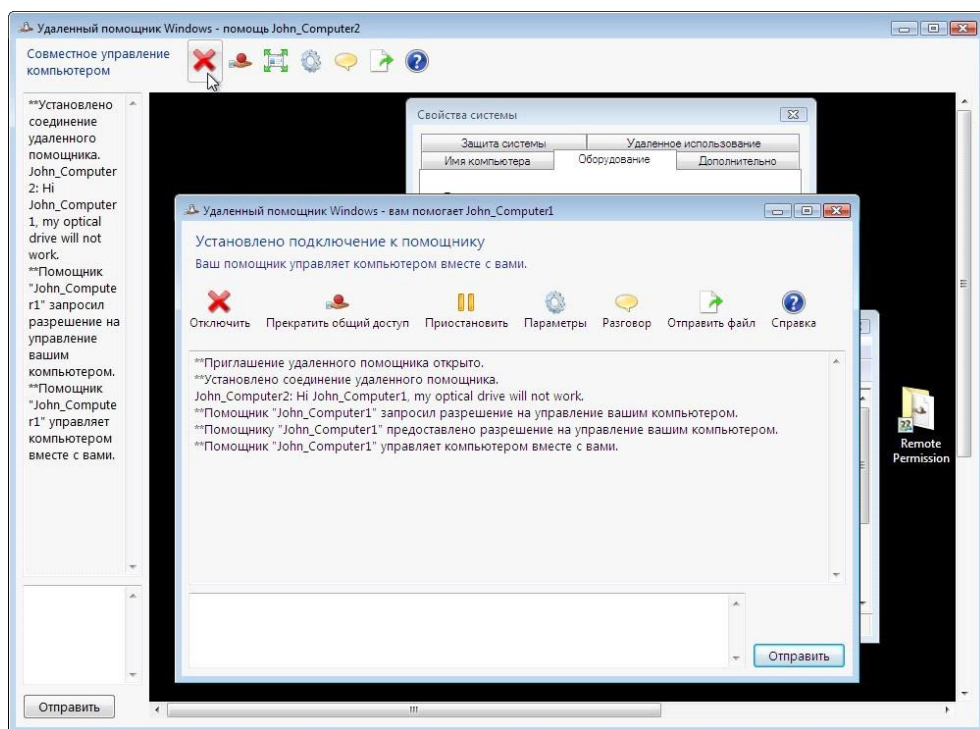 Удаленный помощник Windows - помощь John_Computer2
Совместное управление
компьютером
**Установлено
соединение
удаленного
помощника.
John_Computer
2: Hi
John_Computer
1, my optical
drive will not
work.
**Помощник
"John_Compute
r1" запросил
разрешение на
управление
вашим
компьютером.
**Помощник
"John_Compute
r1" управляет
компьютером
вместе с вами.
Отправить
Свойства системы
Защита системы
Удаленное использование
Имя компьютера
Оборудование
Дополнительно
Удаленный помощник Windows - вам помогает John_Computer1
Установлено подключение к помощнику
Ваш помощник управляет компьютером вместе с вами.
Отключить
Прекратить общий доступ
Приостановить
Параметры
Разговор
Отправить файл
Справка
**Приглашение удаленного помощника открыто.
**Установлено соединение удаленного помощника.
John_Computer2: Hi John_Computer1, my optical drive will not work.
**Помощник "John_Computer1" запросил разрешение на управление вашим компьютером.
**Помощнику "John_Computer1" предоставлено разрешение на управление вашим компьютером.
**Помощник "John_Computer1" управляет компьютером вместе с вами.
Отправить
Remote
Permission